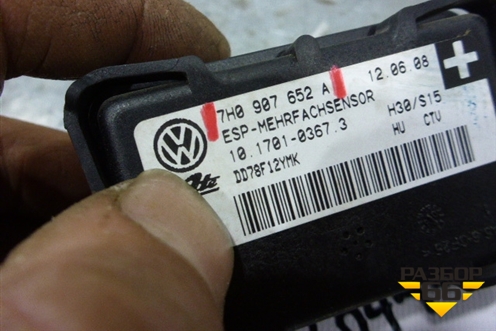 7H0 907 652 A 12.06.08
ESP-MEHRFACHSENSOR
10.1701-0367.3 H30/S15
DD78F12YMK HU CTV
Ate
РАЗБОР
66